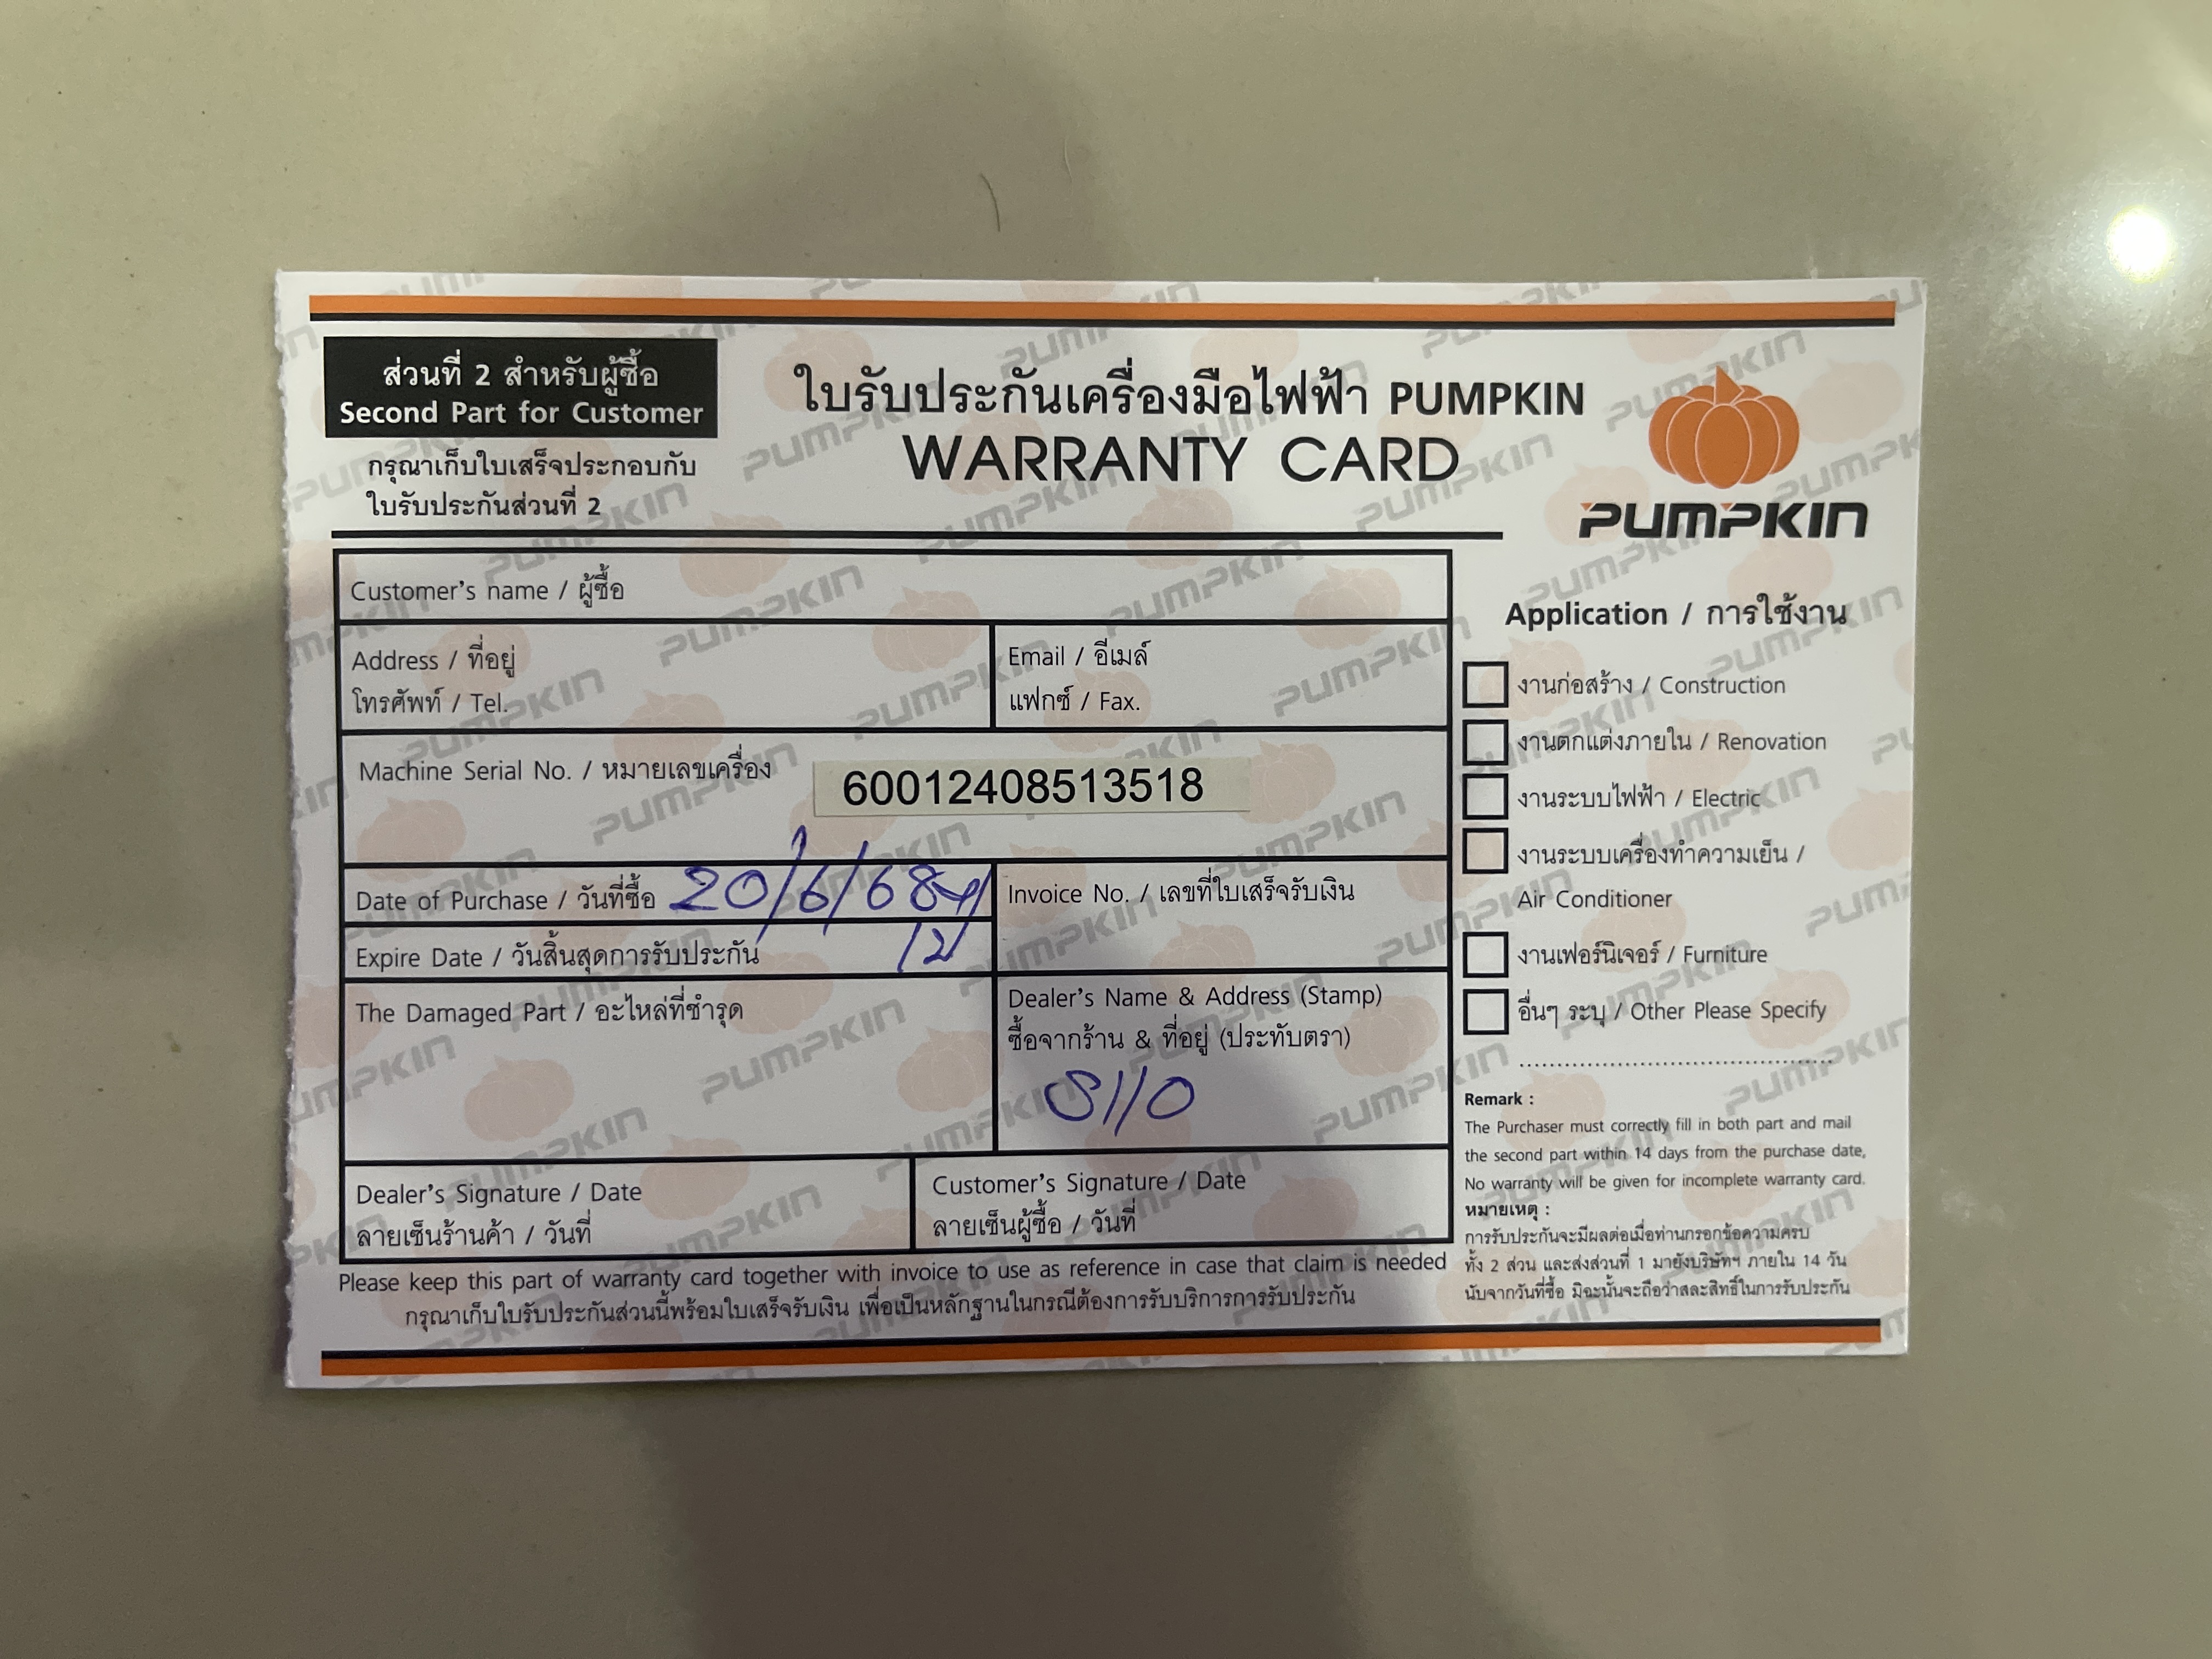 ส่วนที่ 2 สำหรับผู้ซื้อ
Second Part for Customer
กรุณาเก็บใบเสร็จประกอบกับ
ใบรับประกันส่วนที่ 2
ใบรับประกันเครื่องมือไฟฟ้า PUMPKIN
WARRANTY CARD
PUMPKIN
Customer's name / ผู้ซื้อ
Address / ที่อยู่
โทรศัพท์ / Tel.
Email / อีเมล์
แฟกซ์ / Fax.
Machine Serial No. / หมายเลขเครื่อง
60012408513518
Date of Purchase / วันที่ซื้อ 20/6/68
Expire Date / วันสิ้นสุดการรับประกัน 1 ปี
Invoice No. / เลขที่ใบเสร็จรับเงิน
The Damaged Part / อะไหล่ที่ชำรุด
Dealer's Name & Address (Stamp)
ซื้อจากร้าน & ที่อยู่ (ประทับตรา)
Dealer's Signature / Date
ลายเซ็นร้านค้า / วันที่
Customer's Signature / Date
ลายเซ็นผู้ซื้อ / วันที่
Please keep this part of warranty card together with invoice to use as reference in case that claim is needed
กรุณาเก็บใบรับประกันส่วนนี้พร้อมใบเสร็จรับเงิน เพื่อเป็นหลักฐานในกรณีต้องการรับบริการการรับประกัน
Application / การใช้งาน
งานก่อสร้าง / Construction
งานตกแต่งภายใน / Renovation
งานระบบไฟฟ้า / Electric
งานระบบเครื่องทำความเย็น /
Air Conditioner
งานเฟอร์นิเจอร์ / Furniture
อื่นๆ ระบุ / Other Please Specify
Remark :
The Purchaser must correctly fill in both part and mail
the second part within 14 days from the purchase date,
No warranty will be given for incomplete warranty card.
หมายเหตุ :
การรับประกันจะมีผลต่อเมื่อท่านกรอกข้อความครบ
ทั้ง 2 ส่วน และส่งส่วนที่ 1 มายังบริษัทฯ ภายใน 14 วัน
นับจากวันที่ซื้อ มิฉะนั้นจะถือว่าสละสิทธิ์ในการรับประกัน